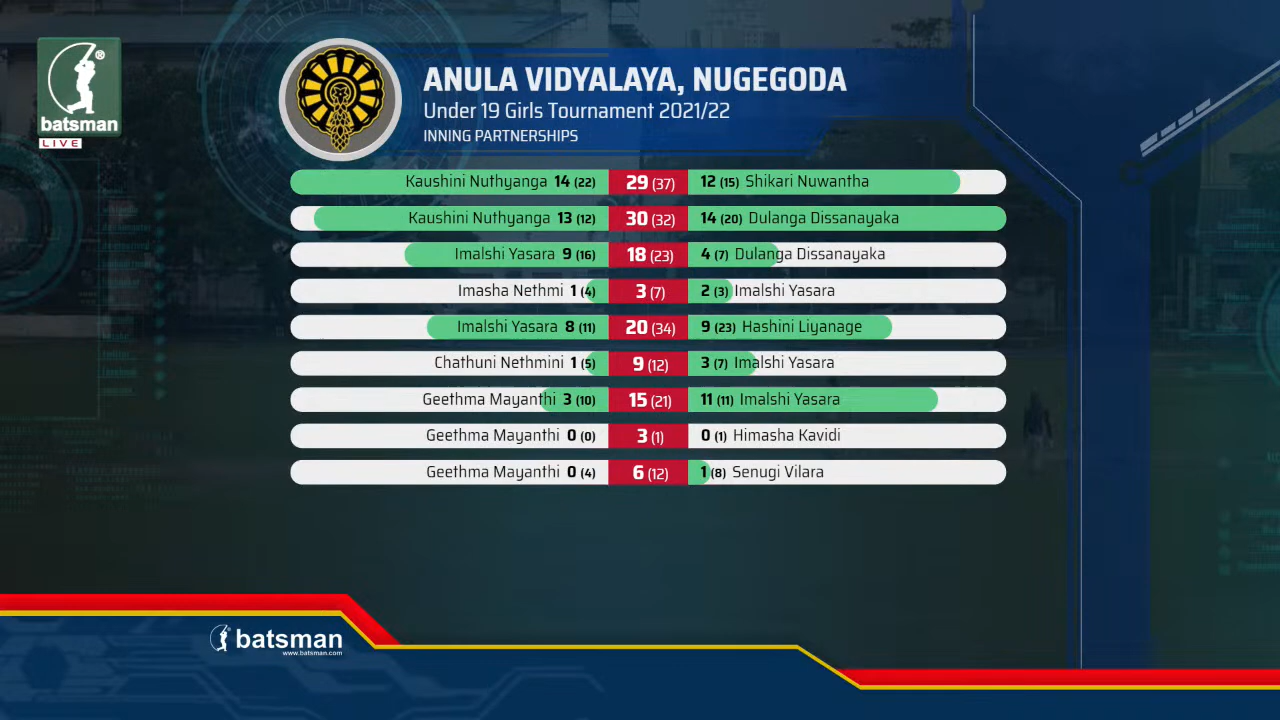 batsman
LIVE
ANULA VIDYALAYA, NUGEGODA
Under 19 Girls Tournament 2021/22
INNING PARTNERSHIPS
Kaushini Nuthyanga 14 (22) 29 (37) 12 (15) Shikari Nuwantha
Kaushini Nuthyanga 13 (12) 30 (32) 14 (20) Dulanga Dissanayaka
Imalshi Yasara 9 (16) 18 (23) 4 (7) Dulanga Dissanayaka
Imasha Nethmi 1 (4) 3 (7) 2 (3) Imalshi Yasara
Imalshi Yasara 8 (11) 20 (34) 9 (23) Hashini Liyanage
Chathuni Nethmini 1 (5) 9 (12) 3 (7) Imalshi Yasara
Geethma Mayanthi 3 (10) 15 (21) 11 (11) Imalshi Yasara
Geethma Mayanthi 0 (0) 3 (1) 0 (1) Himasha Kavidi
Geethma Mayanthi 0 (4) 6 (12) 1 (8) Senugi Vilara
batsman
www.batsman.com